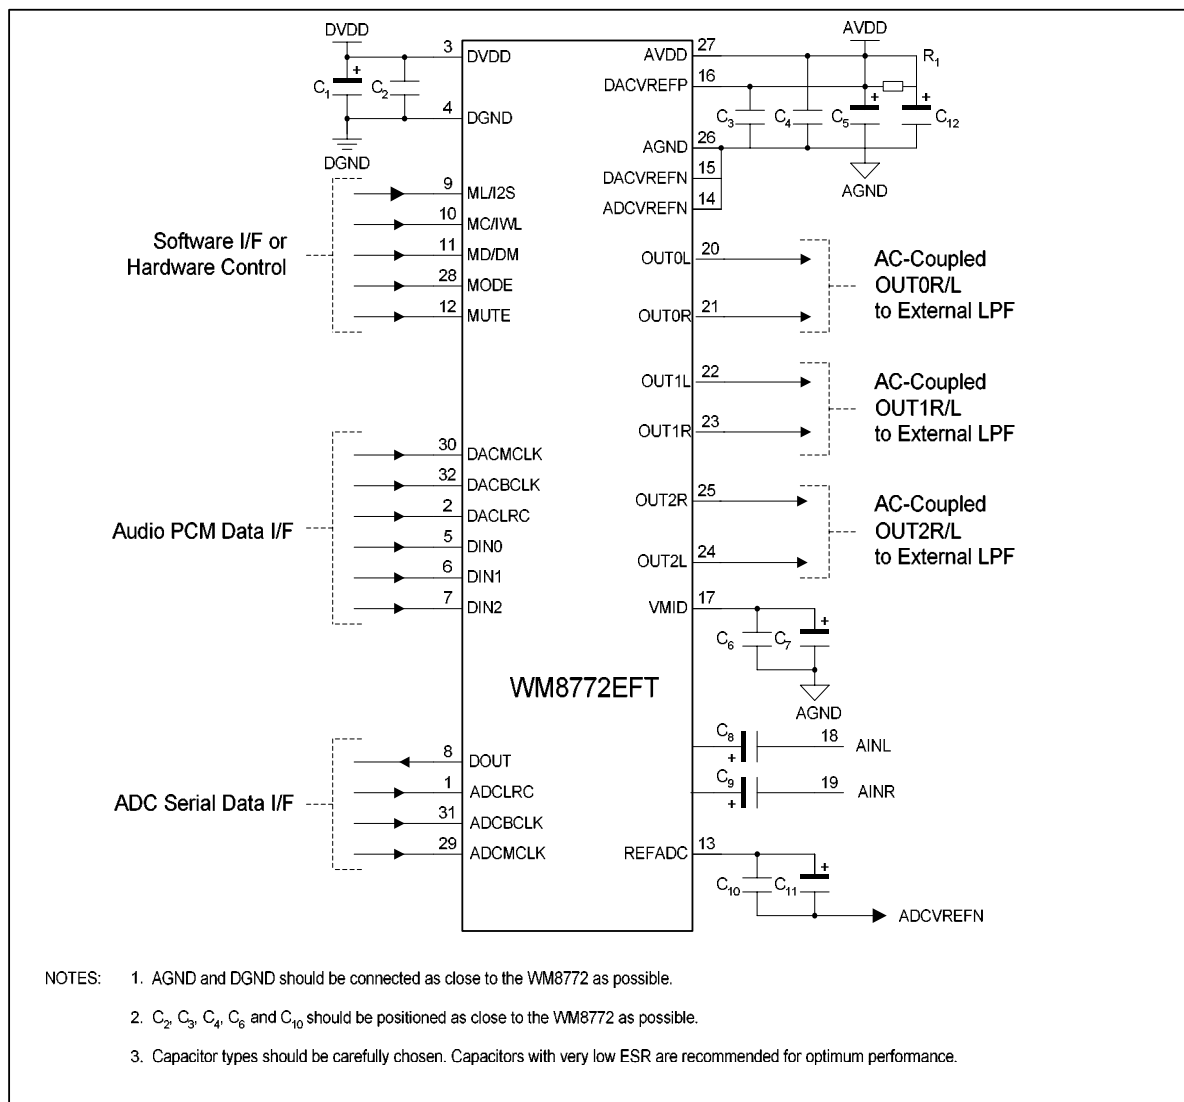 DVDD
3
DVDD
C1
+
C2
4
DGND
DGND
9
ML/I2S
10
MC/IWL
11
MD/DM
28
MODE
12
MUTE
Software I/F or
Hardware Control
30
DACMCLK
32
DACBCLK
2
DACLRC
5
DIN0
6
DIN1
7
DIN2
Audio PCM Data I/F
WM8772EFT
8
DOUT
1
ADCLRC
31
ADCBCLK
29
ADCMCLK
ADC Serial Data I/F
AVDD
27
AVDD
R1
DACVREFP
16
C3
C4
C5
+
+
C12
AGND
26
DACVREFN
15
ADCVREFN
14
AGND
OUT0L
20
OUT0R
21
AC-Coupled
OUT0R/L
to External LPF
OUT1L
22
OUT1R
23
AC-Coupled
OUT1R/L
to External LPF
OUT2R
25
OUT2L
24
AC-Coupled
OUT2R/L
to External LPF
VMID
17
C6
C7
+
AGND
C8
+
18
AINL
C9
+
19
AINR
REFADC
13
C10
C11
+
ADCVREFN
NOTES: 1. AGND and DGND should be connected as close to the WM8772 as possible.
2. C2, C3, C4, C6 and C10 should be positioned as close to the WM8772 as possible.
3. Capacitor types should be carefully chosen. Capacitors with very low ESR are recommended for optimum performance.